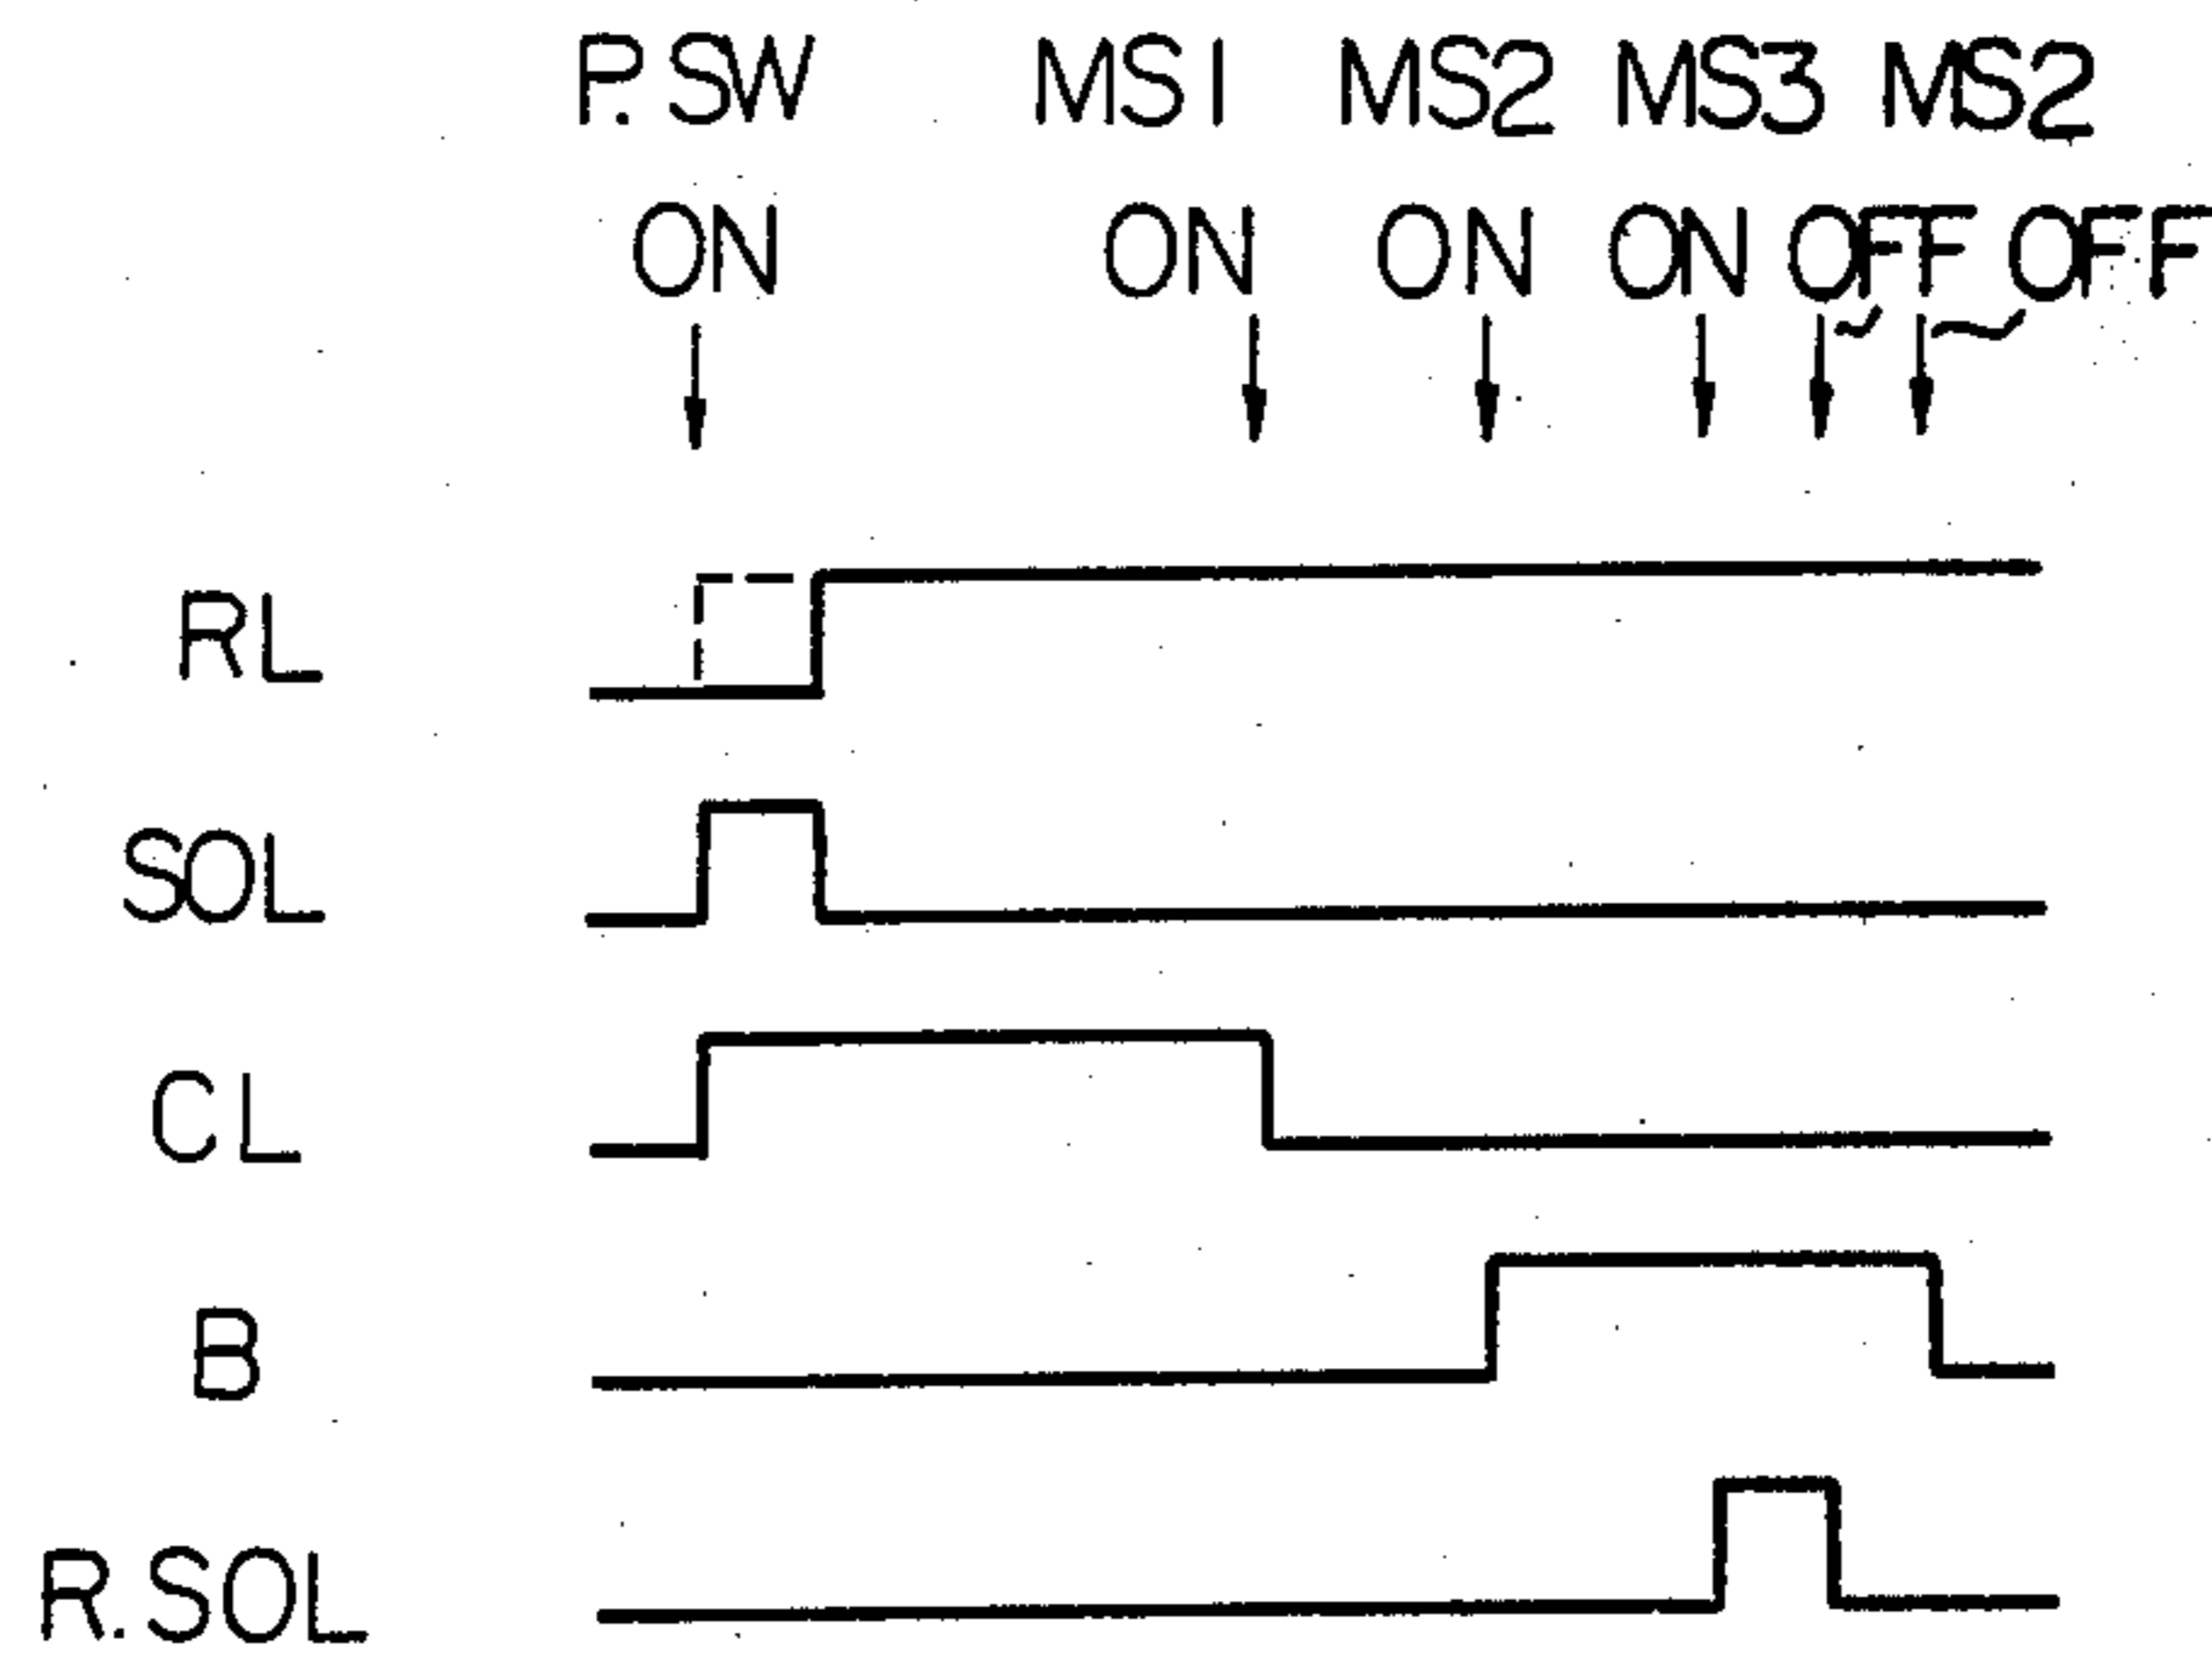 P.SW MS1 MS2 MS3 MS2
ON ON ON ON OFF OFF
RL
SOL
CL
B
R.SOL